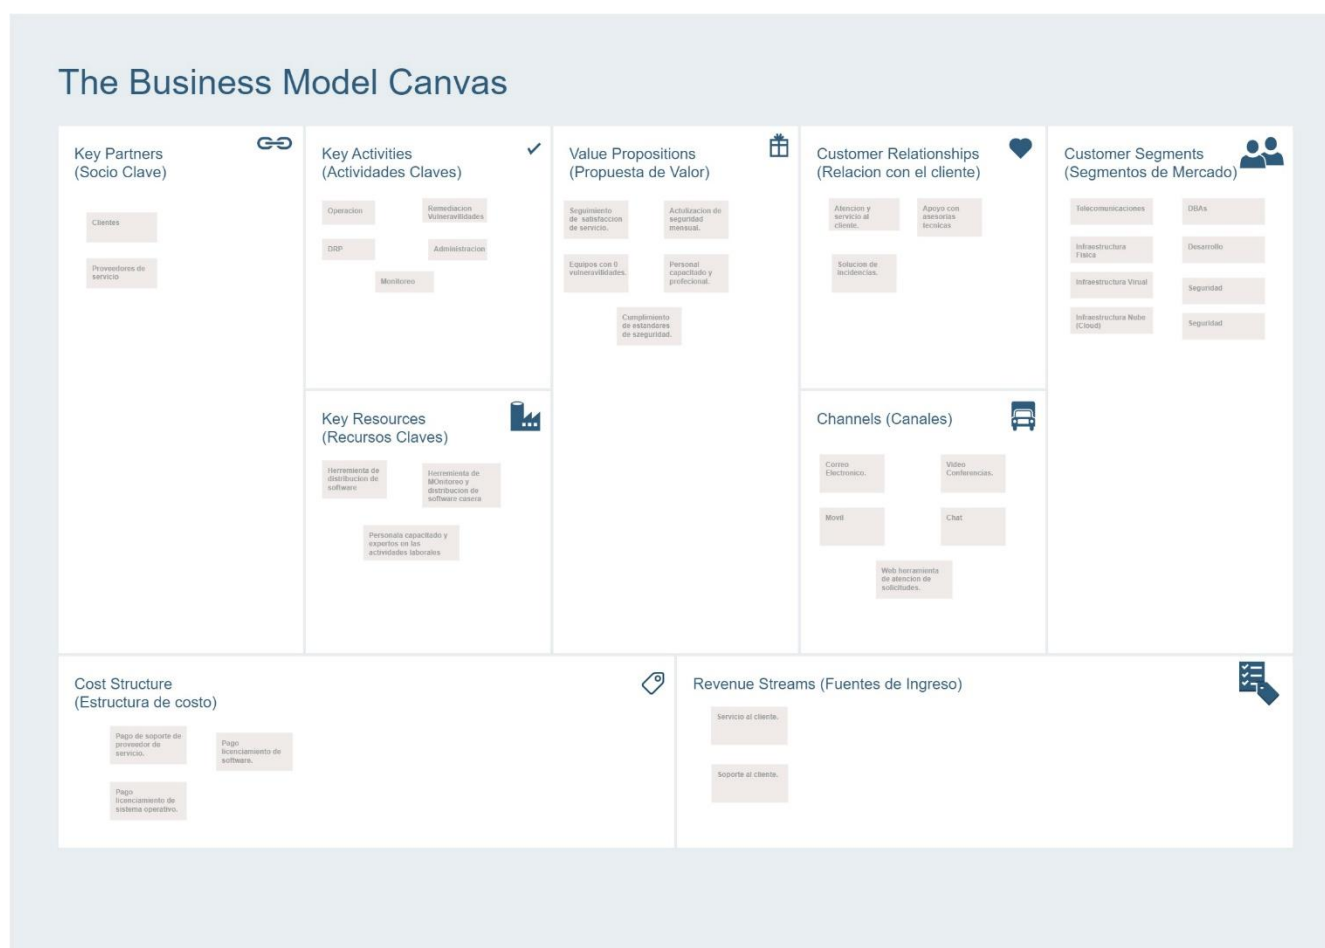 The Business Model Canvas
Key Partners
(Socio Clave)
Clientes
Proveedores de
servicio
Key Activities
(Actividades Claves)
Operacion
Remediacion
Vulneravilidades
DRP
Administracion
Monitoreo
Key Resources
(Recursos Claves)
Herremienta de
distribucion de
software
Herremienta de
MOnitoreo y
distribucion de
software casera
Personala capacitado y
expertos en las
actividades laborales
Value Propositions
(Propuesta de Valor)
Seguimiento
de satisfaccion
de servicio.
Actulizacion de
seguridad
mensual.
Equipos con 0
vulneravilidades.
Personal
capacitado y
profecional.
Cumplimiento
de estandares
de szeguridad.
Customer Relationships
(Relacion con el cliente)
Atencion y
servicio al
cliente.
Apoyo con
asesorias
tecnicas
Solucion de
incidencias.
Channels (Canales)
Correo
Electronico.
Video
Conferencias.
Movil
Chat
Web herramienta
de atencion de
solicitudes.
Customer Segments
(Segmentos de Mercado)
Telecomunicaciones
DBAs
Infraestructura
Fisica
Desarrollo
Infraestructura Virual
Seguridad
Infraestructura Nube
(Cloud)
Seguridad
Cost Structure
(Estructura de costo)
Pago de soporte de
proveedor de
servicio.
Pago
licenciamiento de
software.
Pago
licenciamiento de
sistema operativo.
Revenue Streams (Fuentes de Ingreso)
Servicio al cliente.
Soporte al cliente.